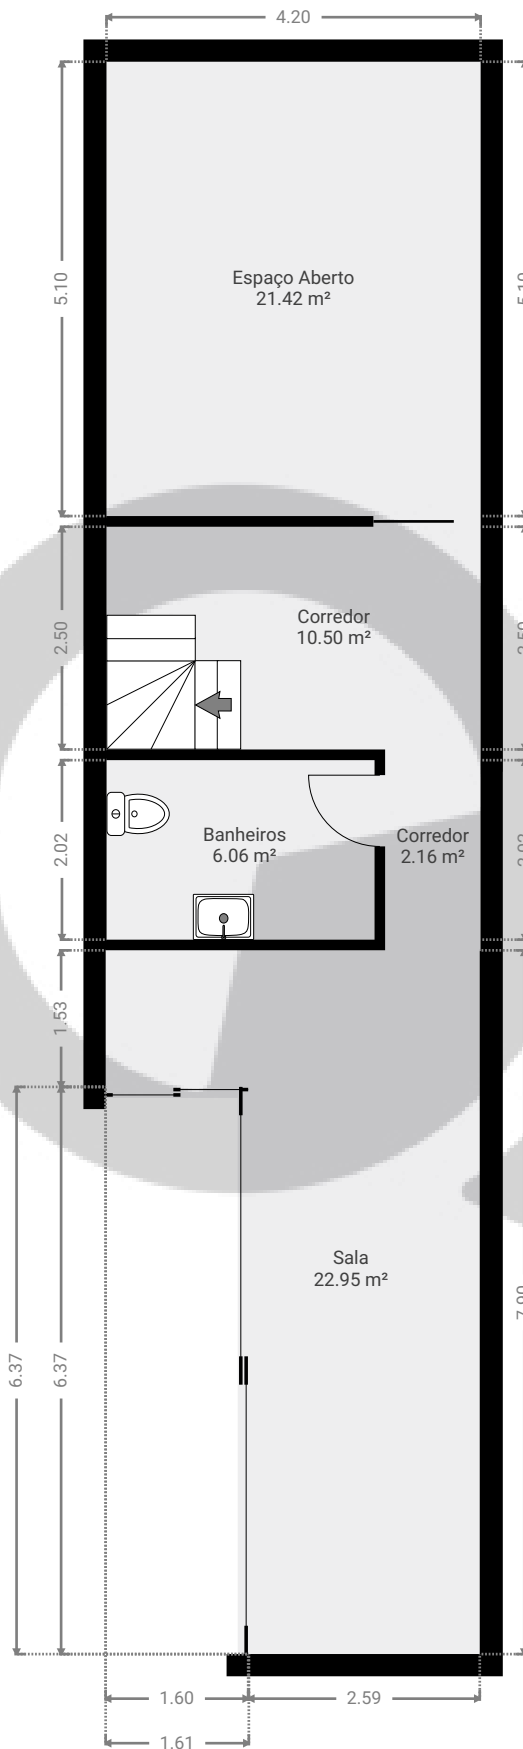 4.20
5.10
Espaço Aberto
21.42 m²
2.50
Corredor
10.50 m²
2.02
Banheiros
6.06 m²
Corredor
2.16 m²
1.53
6.37
6.37
Sala
22.95 m²
1.60
2.59
1.61